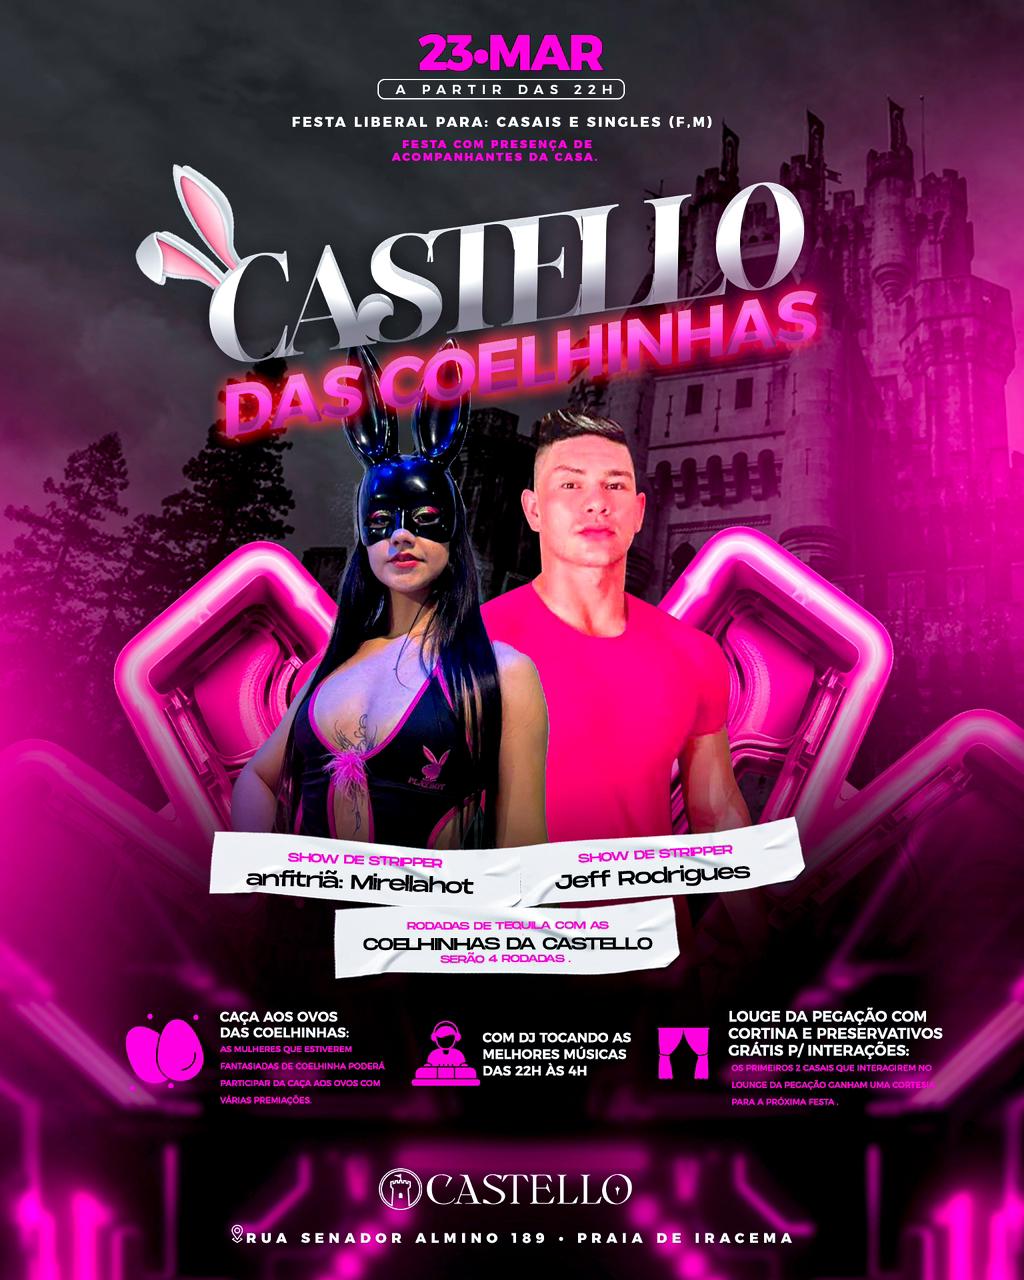 23•MAR
A PARTIR DAS 22H
FESTA LIBERAL PARA: CASAIS E SINGLES (F,M)
FESTA COM PRESENÇA DE
ACOMPANHANTES DA CASA.
CASTELLO
DAS COELHINHAS
PLAYBOY
SHOW DE STRIPPER
anfitriã: Mirellahot
SHOW DE STRIPPER
Jeff Rodrigues
RODADAS DE TEQUILA COM AS
COELHINHAS DA CASTELLO
SERÃO 4 RODADAS .
CAÇA AOS OVOS
DAS COELHINHAS:
AS MULHERES QUE ESTIVEREM
FANTASIADAS DE COELHINHA PODERÁ
PARTICIPAR DA CAÇA AOS OVOS COM
VÁRIAS PREMIAÇÕES.
COM DJ TOCANDO AS
MELHORES MÚSICAS
DAS 22H ÀS 4H
LOUGE DA PEGAÇÃO COM
CORTINA E PRESERVATIVOS
GRÁTIS P/ INTERAÇÕES:
OS PRIMEIROS 2 CASAIS QUE INTERAGIREM NO
LOUNGE DA PEGAÇÃO GANHAM UMA CORTESIA
PARA A PRÓXIMA FESTA .
CASTELLO
RUA SENADOR ALMINO 189 • PRAIA DE IRACEMA